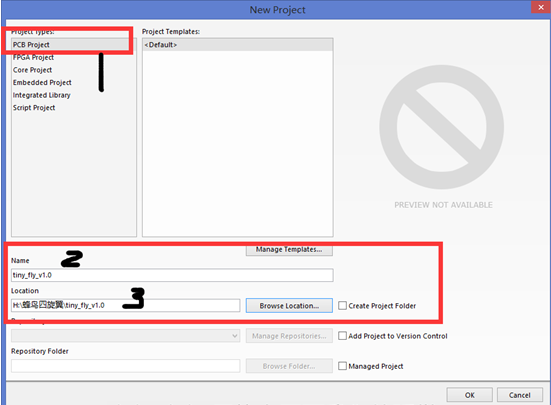 New Project
Project Types:
Project Templates:
PCB Project
<Default>
FPGA Project
1
Core Project
Embedded Project
Integrated Library
Script Project
PREVIEW NOT AVAILABLE
Manage Templates...
Name
2
tiny_fly_v1.0
Location
3
H:\蜂鸟四旋翼\tiny_fly_v1.0
Browse Location...
Create Project Folder
Manage Repositories...
Add Project to Version Control
Repository Folder
Browse Folder...
Managed Project
OK
Cancel